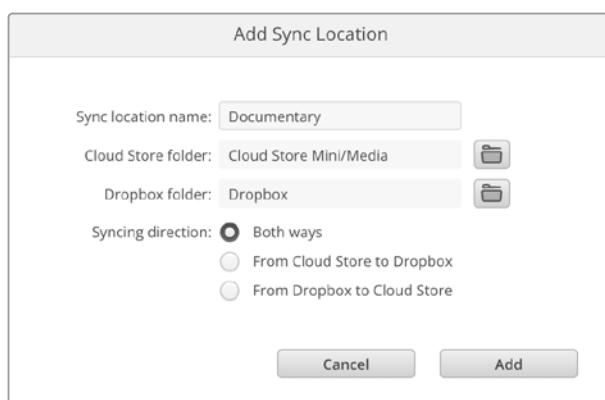 Add Sync Location
Sync location name: Documentary
Cloud Store folder: Cloud Store Mini/Media
Dropbox folder: Dropbox
Syncing direction: Both ways
From Cloud Store to Dropbox
From Dropbox to Cloud Store
Cancel Add